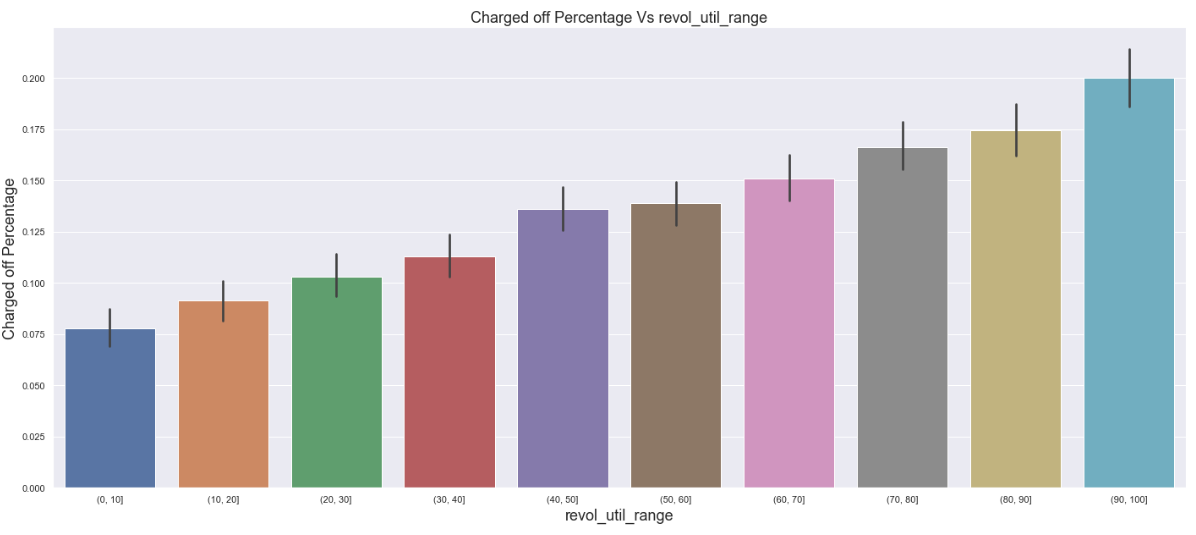 Charged off Percentage Vs revol_util_range
Charged off Percentage
0.200
0.175
0.150
0.125
0.100
0.075
0.050
0.025
0.000
(0, 10] (10, 20] (20, 30] (30, 40] (40, 50] (50, 60] (60, 70] (70, 80] (80, 90] (90, 100]
revol_util_range